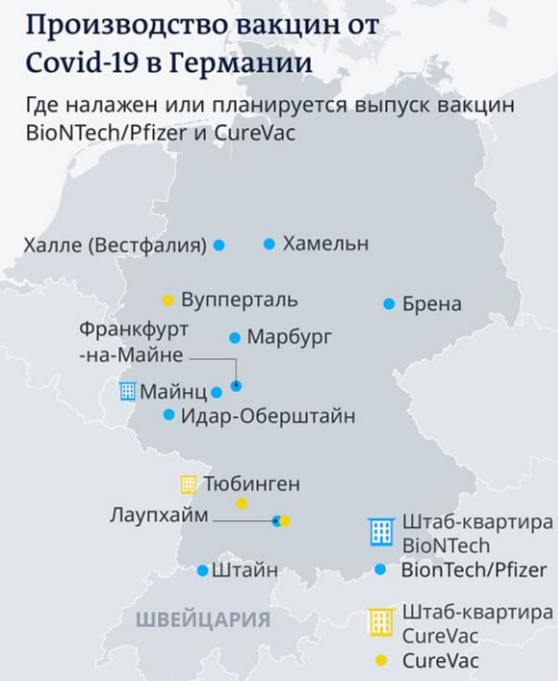 Производство вакцин от
Covid-19 в Германии
Где налажен или планируется выпуск вакцин
BioNTech/Pfizer и CureVac
Халле (Вестфалия)
Хамельн
Вупперталь
Брена
Франкфурт
-на-Майне
Марбург
Майнц
Идар-Оберштайн
Тюбинген
Лаупхайм
Штайн
ШВЕЙЦАРИЯ
Штаб-квартира
BioNTech
BionTech/Pfizer
Штаб-квартира
CureVac
CureVac